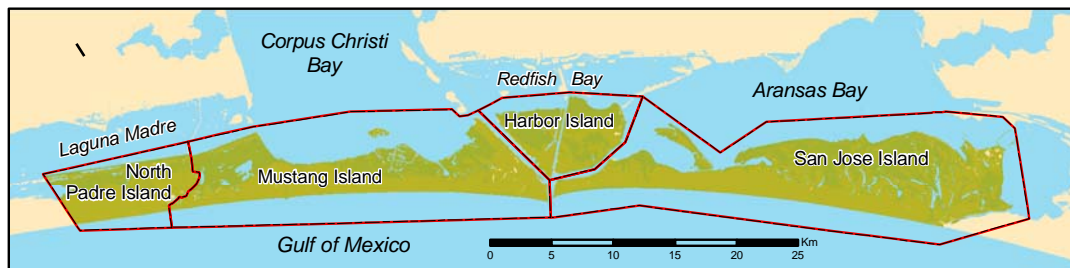 Corpus Christi
Bay
Redfish Bay
Aransas Bay
Laguna Madre
Harbor Island
North
Padre Island
Mustang Island
San Jose Island
Gulf of Mexico
Km
0 5 10 15 20 25